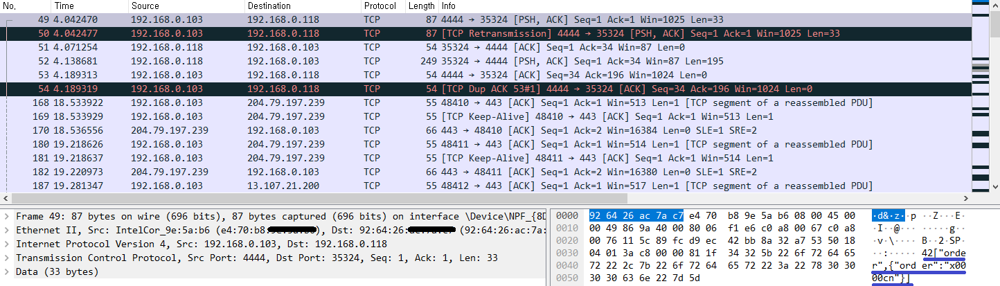 No. Time Source Destination Protocol Length Info
49 4.042470 192.168.0.103 192.168.0.118 TCP 87 4444 → 35324 [PSH, ACK] Seq=1 Ack=1 Win=1025 Len=33
50 4.042477 192.168.0.103 192.168.0.118 TCP 87 [TCP Retransmission] 4444 → 35324 [PSH, ACK] Seq=1 Ack=1 Win=1025 Len=33
51 4.071254 192.168.0.118 192.168.0.103 TCP 54 35324 → 4444 [ACK] Seq=1 Ack=34 Win=87 Len=0
52 4.138681 192.168.0.118 192.168.0.103 TCP 249 35324 → 4444 [PSH, ACK] Seq=1 Ack=34 Win=87 Len=195
53 4.189313 192.168.0.103 192.168.0.118 TCP 54 4444 → 35324 [ACK] Seq=34 Ack=196 Win=1024 Len=0
54 4.189319 192.168.0.103 192.168.0.118 TCP 54 [TCP Dup ACK 53#1] 4444 → 35324 [ACK] Seq=34 Ack=196 Win=1024 Len=0
168 18.533922 192.168.0.103 204.79.197.239 TCP 55 48410 → 443 [ACK] Seq=1 Ack=1 Win=513 Len=1 [TCP segment of a reassembled PDU]
169 18.533929 192.168.0.103 204.79.197.239 TCP 55 [TCP Keep-Alive] 48410 → 443 [ACK] Seq=1 Ack=1 Win=513 Len=1
170 18.536556 204.79.197.239 192.168.0.103 TCP 66 443 → 48410 [ACK] Seq=1 Ack=2 Win=16384 Len=0 SLE=1 SRE=2
180 19.218626 192.168.0.103 204.79.197.239 TCP 55 48411 → 443 [ACK] Seq=1 Ack=1 Win=514 Len=1 [TCP segment of a reassembled PDU]
181 19.218637 192.168.0.103 204.79.197.239 TCP 55 [TCP Keep-Alive] 48411 → 443 [ACK] Seq=1 Ack=1 Win=514 Len=1
182 19.220973 204.79.197.239 192.168.0.103 TCP 66 443 → 48411 [ACK] Seq=1 Ack=2 Win=16380 Len=0 SLE=1 SRE=2
187 19.281347 192.168.0.103 13.107.21.200 TCP 55 48412 → 443 [ACK] Seq=1 Ack=1 Win=517 Len=1 [TCP segment of a reassembled PDU]
Frame 49: 87 bytes on wire (696 bits), 87 bytes captured (696 bits) on interface \Device\NPF_{8D
Ethernet II, Src: IntelCor_9e:5a:b6 (e4:70:b8: Dst: 92:64:26: (92:64:26:ac:7a:
Internet Protocol Version 4, Src: 192.168.0.103, Dst: 192.168.0.118
Transmission Control Protocol, Src Port: 4444, Dst Port: 35324, Seq: 1, Ack: 1, Len: 33
Data (33 bytes)
0000 92 64 26 ac 7a c7 e4 70 b8 9e 5a b6 08 00 45 00 ·d&·z··p ··Z···E·
0010 00 49 86 9a 40 00 80 06 f1 e6 c0 a8 00 67 c0 a8 ·I··@··· ·····g··
0020 00 76 11 5c 89 fc d9 ec 42 bb 8a 32 a7 53 50 18 ·v·\···· B··2·SP·
0030 04 01 3a c8 00 00 81 1f 34 32 5b 22 6f 72 64 65 ··:····· 42["orde
0040 72 22 2c 7b 22 6f 72 64 65 72 22 3a 22 78 30 30 r",{"ord er":"x00
0050 30 30 63 6e 22 7d 5d 00cn"}]